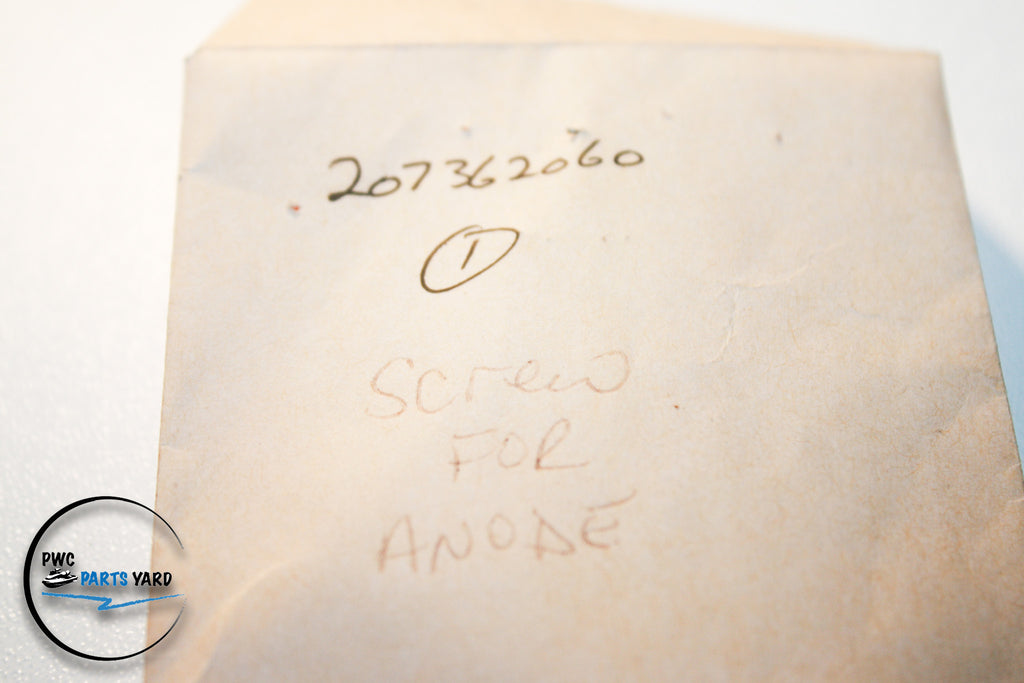 207362060
1
Screw
FOR
ANODE
PWC
PARTS YARD